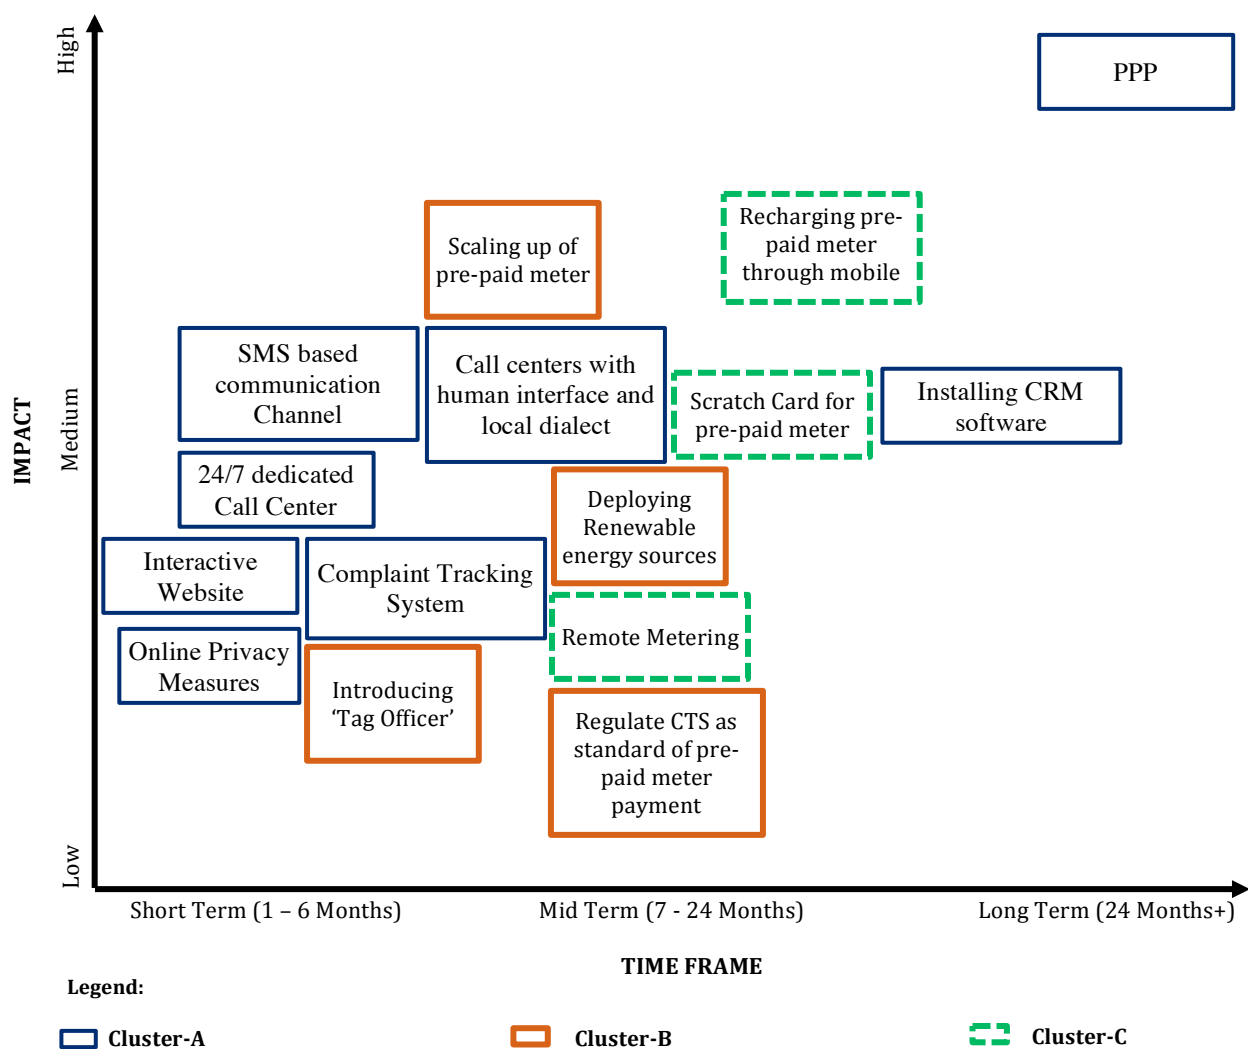 High
PPP
Recharging pre-
paid meter
through mobile
Scaling up of
pre-paid meter
SMS based
communication
Channel
Call centers with
human interface and
local dialect
Scratch Card for
pre-paid meter
Installing CRM
software
IMPACT
Medium
24/7 dedicated
Call Center
Deploying
Renewable
energy sources
Interactive
Website
Complaint Tracking
System
Remote Metering
Online Privacy
Measures
Introducing
‘Tag Officer’
Regulate CTS as
standard of pre-
paid meter
payment
Low
Short Term (1 – 6 Months)
Mid Term (7 - 24 Months)
Long Term (24 Months+)
TIME FRAME
Legend:
Cluster-A
Cluster-B
Cluster-C